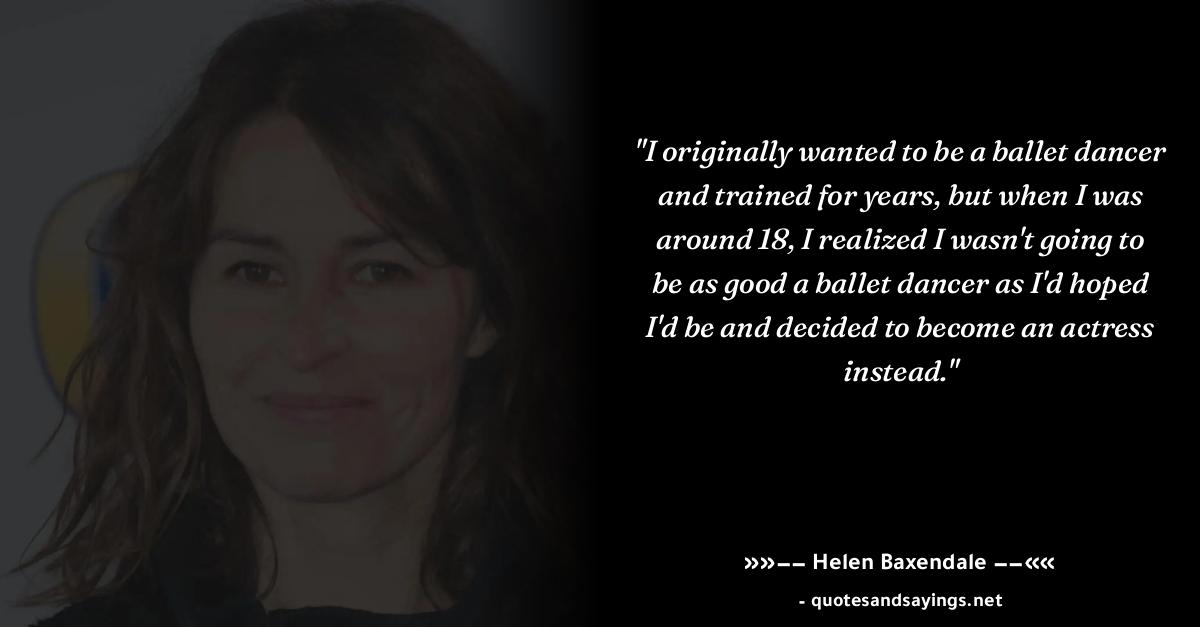 "I originally wanted to be a ballet dancer
and trained for years, but when I was
around 18, I realized I wasn't going to
be as good a ballet dancer as I'd hoped
I'd be and decided to become an actress
instead."
»»–– Helen Baxendale ––««
- quotesandsayings.net